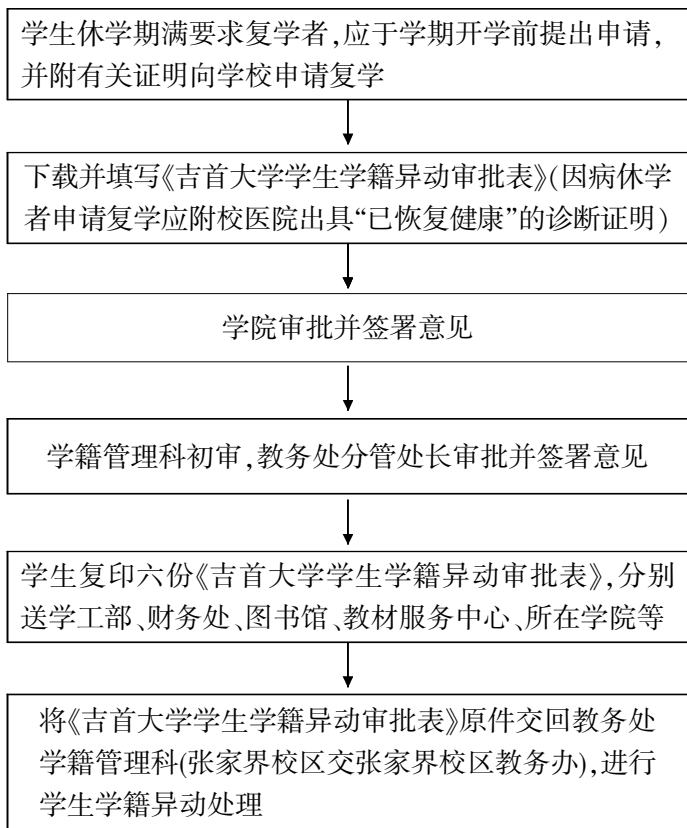 学生休学期满要求复学者,应于学期开学前提出申请,
并附有关证明向学校申请复学
下载并填写《吉首大学学生学籍异动审批表》(因病休学
者申请复学应附校医院出具“已恢复健康”的诊断证明)
学院审批并签署意见
学籍管理科初审,教务处分管处长审批并签署意见
学生复印六份《吉首大学学生学籍异动审批表》,分别
送学工部、财务处、图书馆、教材服务中心、所在学院等
将《吉首大学学生学籍异动审批表》原件交回教务处
学籍管理科(张家界校区交张家界校区教务办),进行
学生学籍异动处理